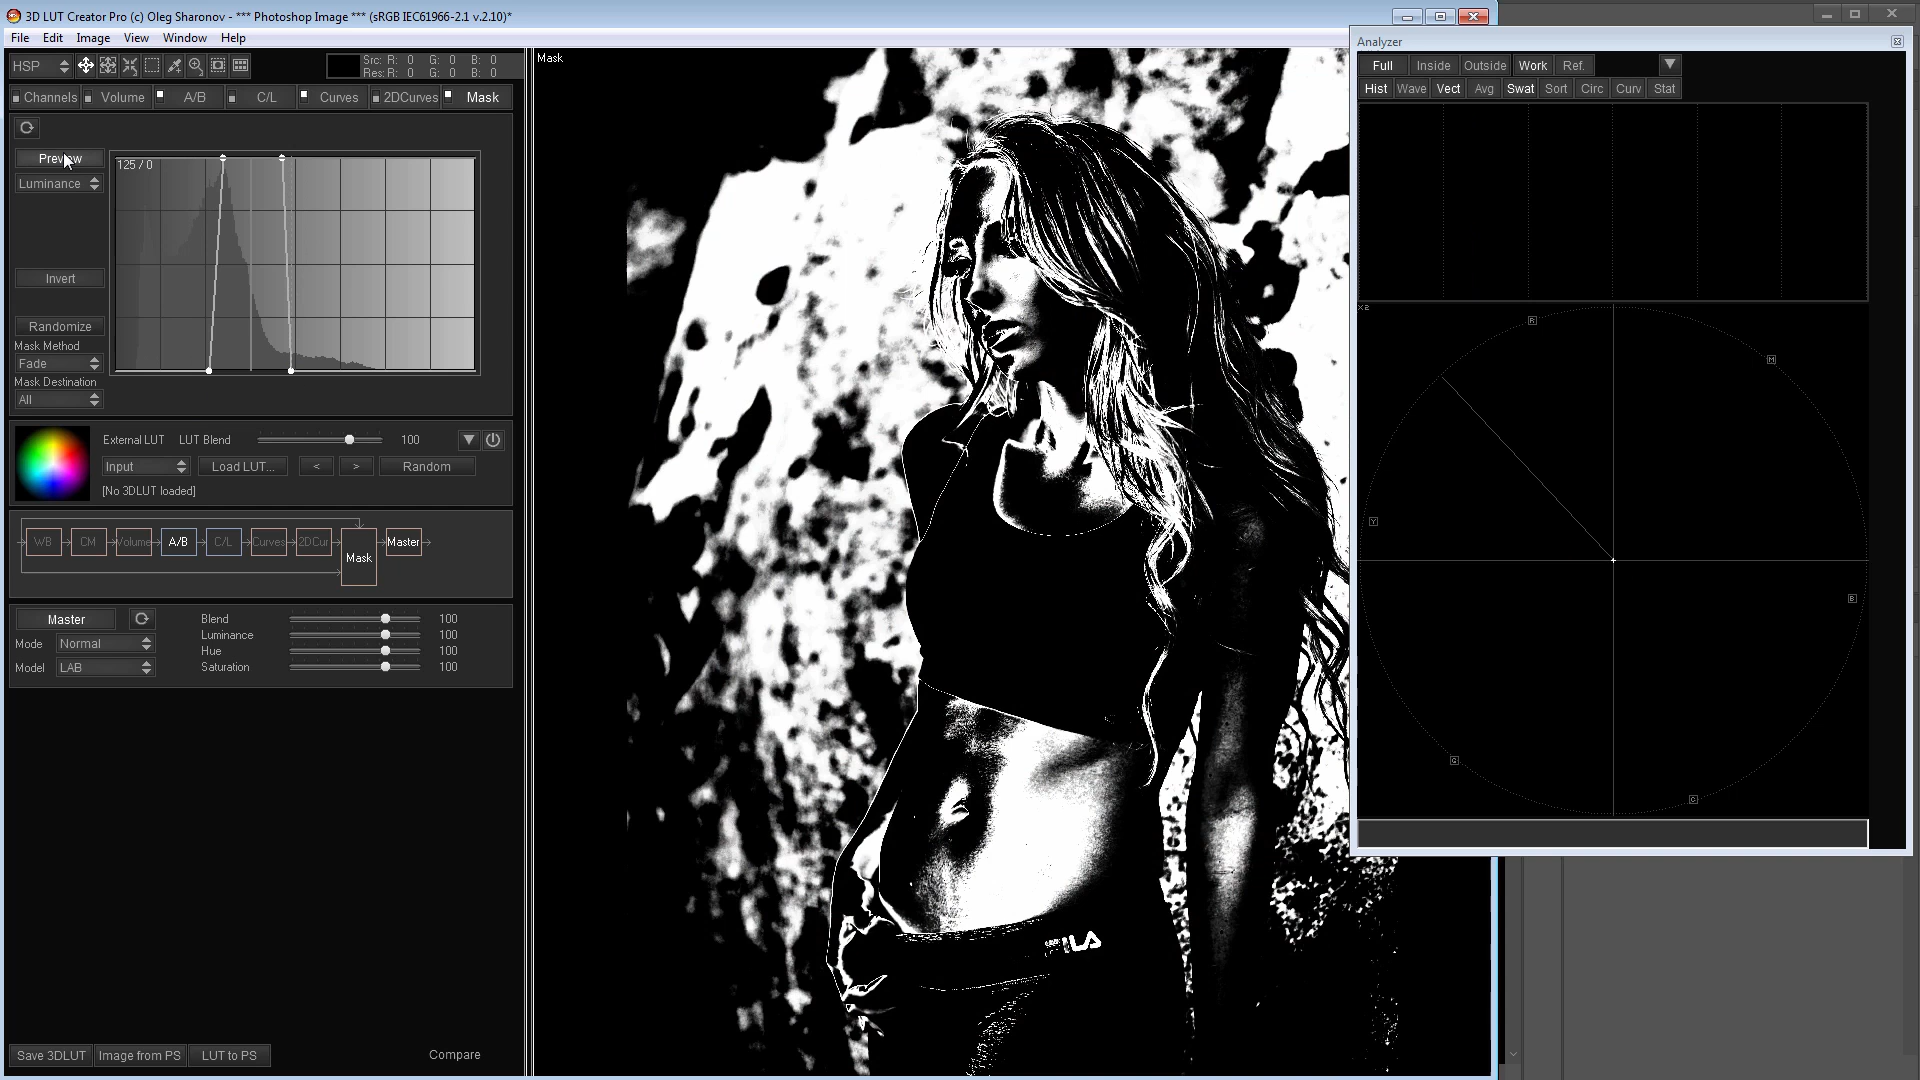 3D LUT Creator Pro (c) Oleg Sharonov - *** Photoshop Image *** (sRGB IEC61966-2.1 v.2.10)*
File Edit Image View Window Help
HSP
Src: R: 0 G: 0 B: 0
Res: R: 0 G: 0 B: 0
Channels Volume A/B C/L Curves 2DCurves Mask
Preview
125 / 0
Luminance
Invert
Randomize
Mask Method
Fade
Mask Destination
All
External LUT LUT Blend 100
Input Load LUT... < > Random
[No 3DLUT loaded]
WB CM Volume A/B C/L Curves 2DCur Mask Master
Master
Mode Normal
Model LAB
Blend 100
Luminance 100
Hue 100
Saturation 100
Save 3DLUT Image from PS LUT to PS Compare
Mask
FILA
Analyzer
Full Inside Outside Work Ref.
Hist Wave Vect Avg Swat Sort Circ Curv Stat
X2
R
M
Y
B
G
C